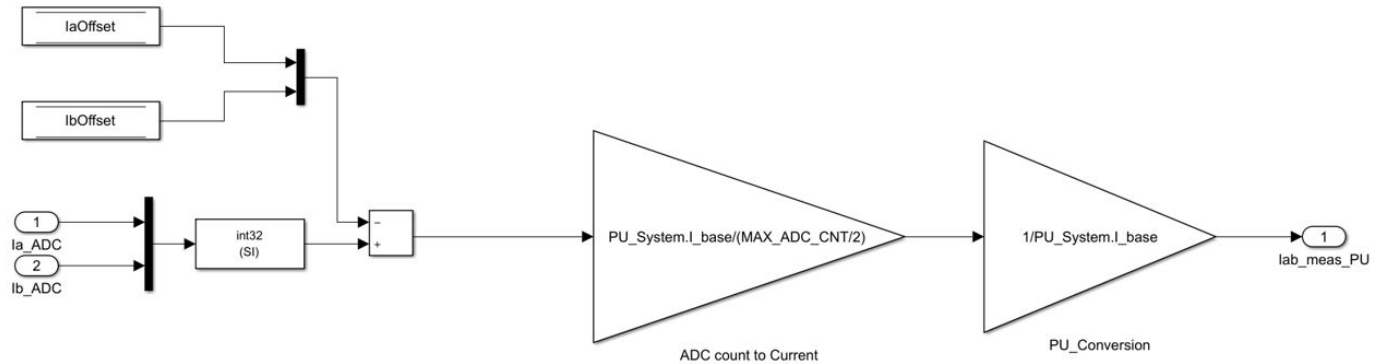 IaOffset
IbOffset
1
Ia_ADC
2
Ib_ADC
int32
(SI)
−
+
PU_System.I_base/(MAX_ADC_CNT/2)
ADC count to Current
1/PU_System.I_base
PU_Conversion
1
Iab_meas_PU